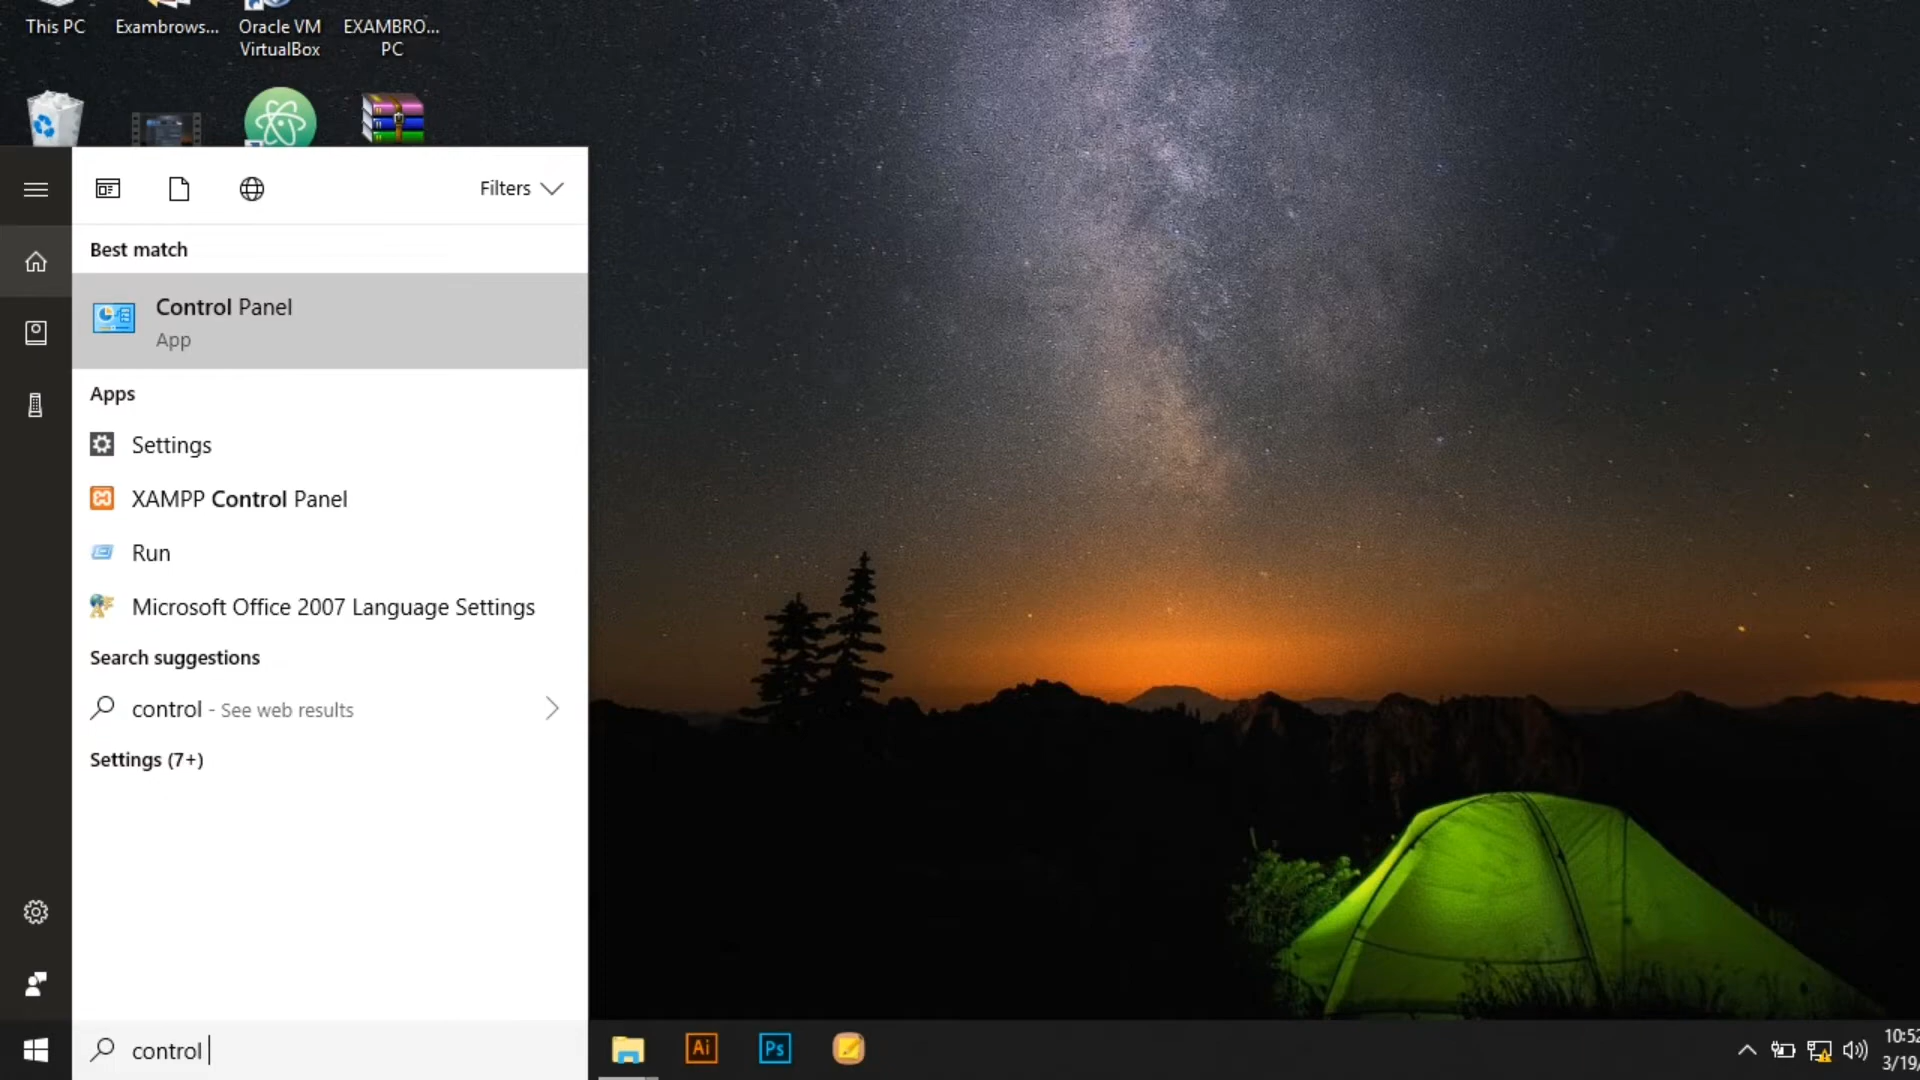 This PC
Exambrows...
Oracle VM
VirtualBox
EXAMBRO...
PC
Filters
Best match
Control Panel
App
Apps
Settings
XAMPP Control Panel
Run
Microsoft Office 2007 Language Settings
Search suggestions
control - See web results
Settings (7+)
control
Ai
Ps
10:52
3/19/